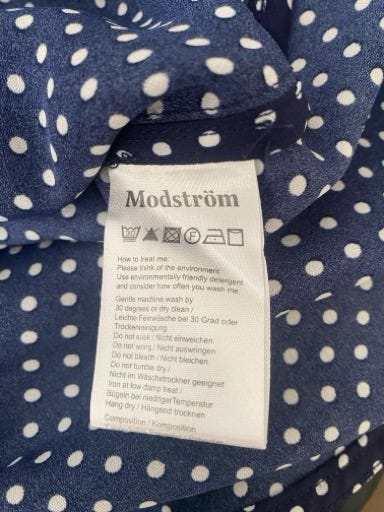 Modström
How to treat me:
Please think of the environment
Use environmentally friendly detergent
and consider how often you wash me
Gentle machine wash by
30 degrees or dry clean /
Leichte Feinwäsche bei 30 Grad oder
Trockenreinigung
Do not soak / Nicht einweichen
Do not wring / Nicht auswringen
Do not bleach / Nicht bleichen
Do not tumble dry /
Nicht im Wäschetrockner geeignet
Iron at low damp heat /
Bügeln bei niedriger Temperatur
Hang dry / Hängend trocknen
Composition / Komposition